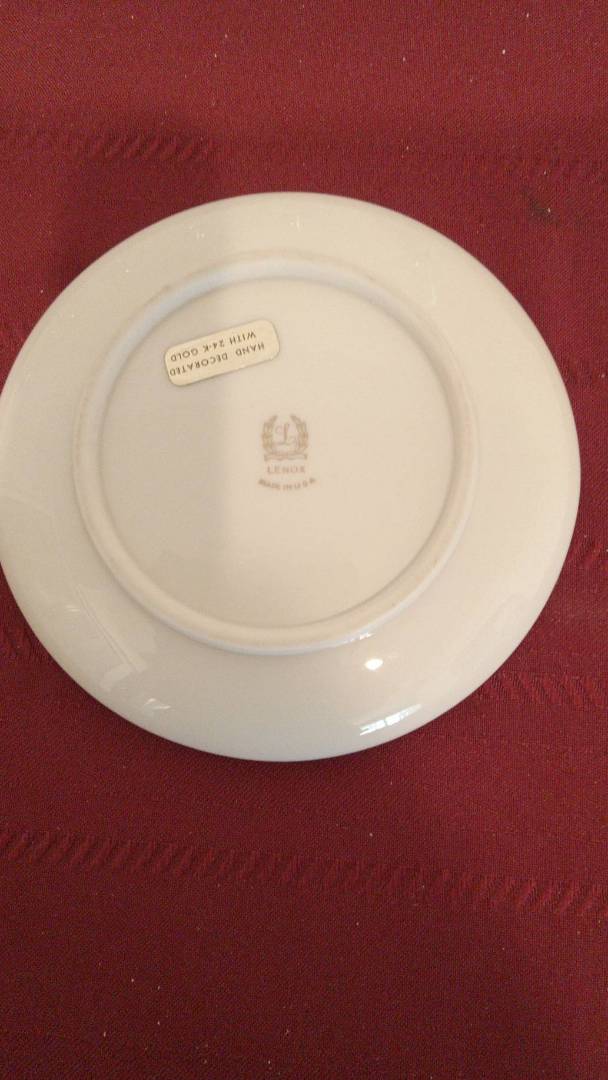 HAND DECORATED
WITH 24-K GOLD
L
LENOX
MADE IN U.S.A.